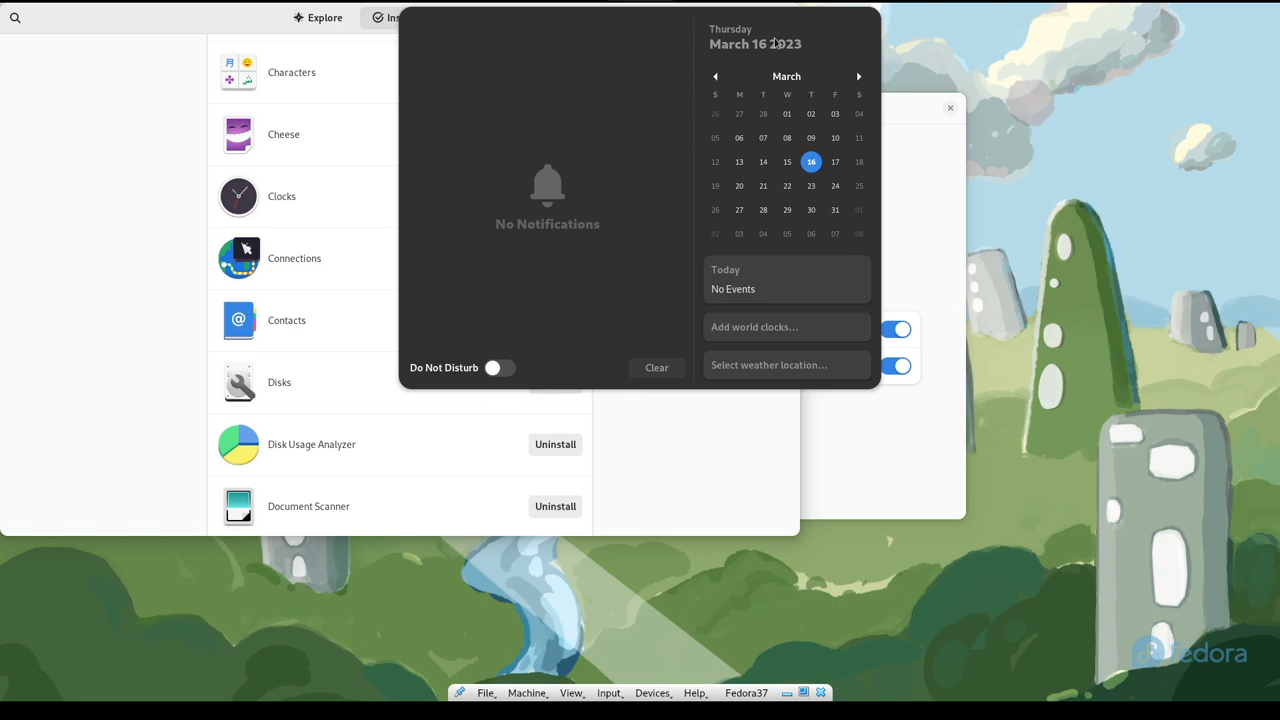 Explore
Ins
Characters
Cheese
Clocks
Connections
Contacts
Disks
Disk Usage Analyzer
Uninstall
Document Scanner
Uninstall
No Notifications
Do Not Disturb
Clear
Thursday
March 16 2023
March
S M T W T F S
26 27 28 01 02 03 04
05 06 07 08 09 10 11
12 13 14 15 16 17 18
19 20 21 22 23 24 25
26 27 28 29 30 31 01
02 03 04 05 06 07 08
Today
No Events
Add world clocks...
Select weather location...
fedora
File Machine View Input Devices Help Fedora37